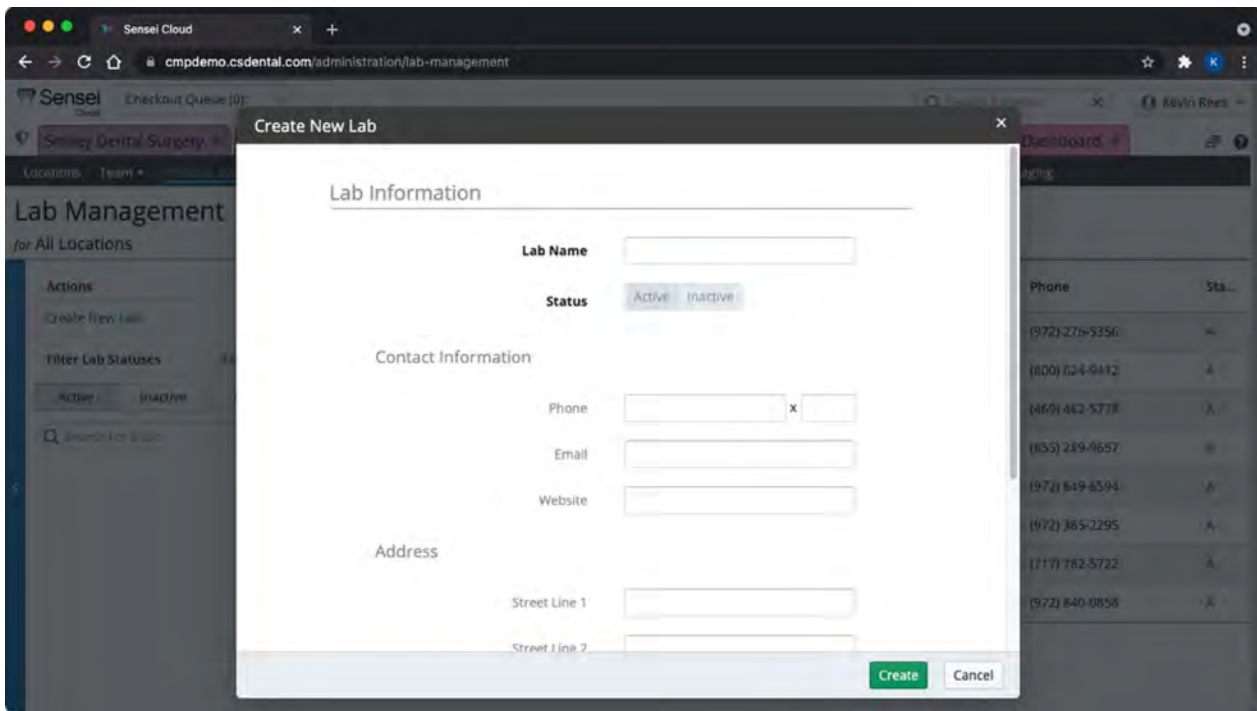 Sensei Cloud
cmpdemo.csdental.com/administration/lab-management
K
Sensei
Cloud
Checkout Queue (0):
Kevin Rees
Smiley Dental Surgery
Dashboard
Locations Team
Lab Management
for All Locations
Actions
Create New Lab
Filter Lab Statuses
Active Inactive
Phone Sta...
(972) 276-5356
(800) 624-9412
(469) 462-5778
(855) 289-9657
(972) 649-6594
(972) 385-2295
(717) 782-5722
(972) 840-0858
Create New Lab
Lab Information
Lab Name
Status Active Inactive
Contact Information
Phone x
Email
Website
Address
Street Line 1
Street Line 2
Create Cancel